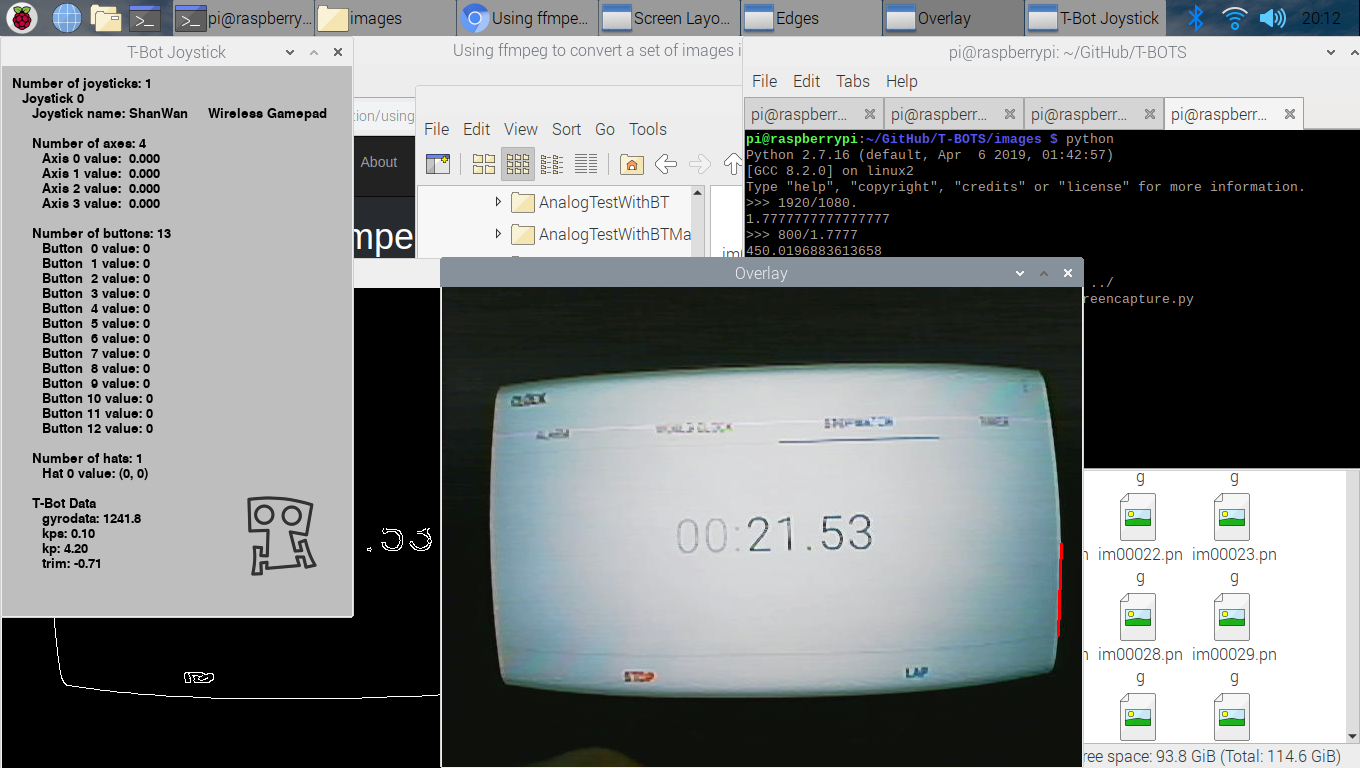 pi@raspberry...
images
Using ffmpe...
Screen Layo...
Edges
Overlay
T-Bot Joystick
20:12
T-Bot Joystick
Number of joysticks: 1
Joystick 0
Joystick name: ShanWan Wireless Gamepad
Number of axes: 4
Axis 0 value: 0.000
Axis 1 value: 0.000
Axis 2 value: 0.000
Axis 3 value: 0.000
Number of buttons: 13
Button 0 value: 0
Button 1 value: 0
Button 2 value: 0
Button 3 value: 0
Button 4 value: 0
Button 5 value: 0
Button 6 value: 0
Button 7 value: 0
Button 8 value: 0
Button 9 value: 0
Button 10 value: 0
Button 11 value: 0
Button 12 value: 0
Number of hats: 1
Hat 0 value: (0, 0)
T-Bot Data
gyrodata: 1241.8
kps: 0.10
kp: 4.20
trim: -0.71
Using ffmpeg to convert a set of images i
tion/using
About
mpe
File Edit View Sort Go Tools
AnalogTestWithBT
AnalogTestWithBTMa
im0
pi@raspberrypi: ~/GitHub/T-BOTS
File Edit Tabs Help
pi@raspberr... pi@raspberr... pi@raspberr... pi@raspberr...
pi@raspberrypi:~/GitHub/T-BOTS/images $ python
Python 2.7.16 (default, Apr  6 2019, 01:42:57)
[GCC 8.2.0] on linux2
Type "help", "copyright", "credits" or "license" for more information.
>>> 1920/1080.
1.7777777777777777
>>> 800/1.7777
450.0196883613658
../
reencapture.py
Overlay
CLOCK
ALARM WORLD CLOCK STOPWATCH TIMER
00:21.53
STOP LAP
.53
STOP
g g
n im00022.pn im00023.pn
g g
n im00028.pn im00029.pn
g g
ree space: 93.8 GiB (Total: 114.6 GiB)